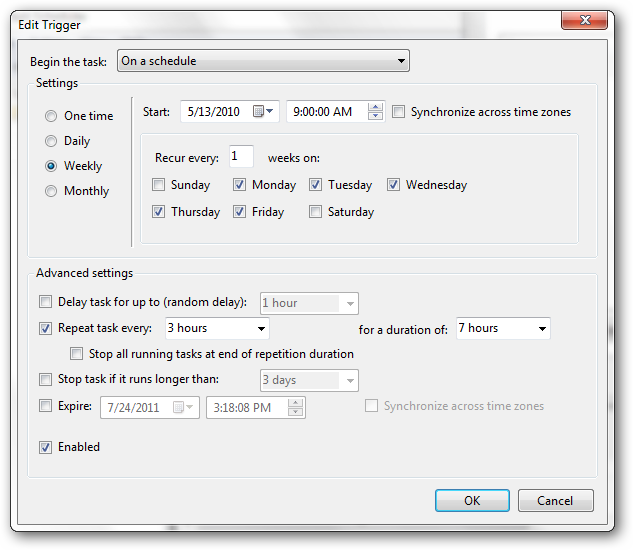 Edit Trigger
Begin the task: On a schedule
Settings
One time
Daily
Weekly
Monthly
Start: 5/13/2010 9:00:00 AM Synchronize across time zones
Recur every: 1 weeks on:
Sunday Monday Tuesday Wednesday
Thursday Friday Saturday
Advanced settings
Delay task for up to (random delay): 1 hour
Repeat task every: 3 hours for a duration of: 7 hours
Stop all running tasks at end of repetition duration
Stop task if it runs longer than: 3 days
Expire: 7/24/2011 3:18:08 PM Synchronize across time zones
Enabled
OK Cancel